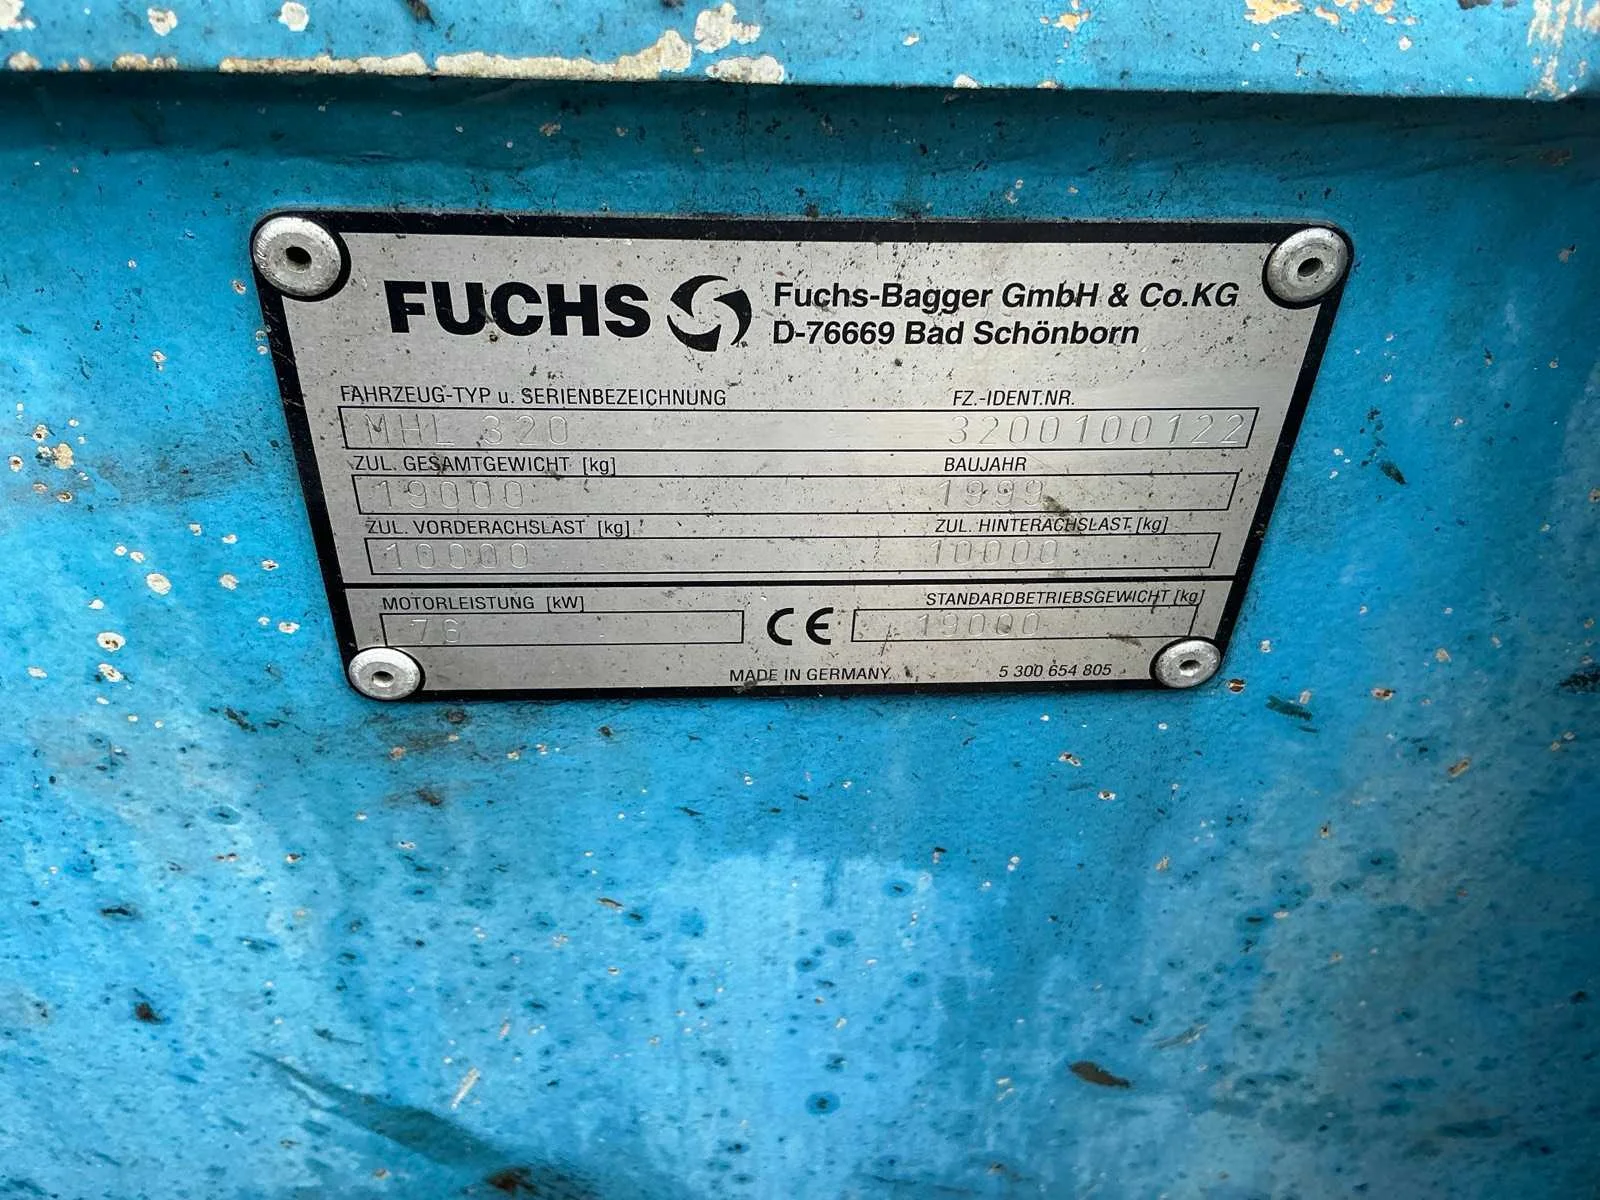 FUCHS
Fuchs-Bagger GmbH & Co.KG
D-76669 Bad Schönborn
FAHRZEUG-TYP u. SERIENBEZEICHNUNG FZ.-IDENT.NR.
MHL 320 3200100122
ZUL. GESAMTGEWICHT [kg] BAUJAHR
19000 1999
ZUL. VORDERACHSLAST [kg] ZUL. HINTERACHSLAST [kg]
10000 10000
MOTORLEISTUNG [kW] STANDARDBETRIEBSGEWICHT [kg]
CE 19000
MADE IN GERMANY 5 300 654 805